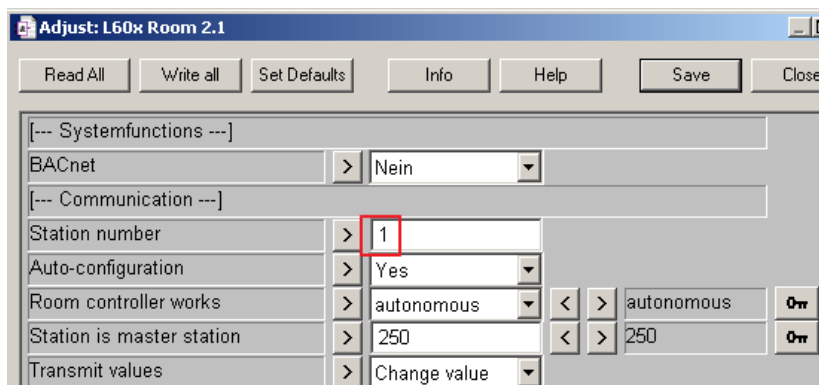 Adjust: L60x Room 2.1
Read All Write all Set Defaults Info Help Save Close
[--- Systemfunctions ---]
BACnet > Nein
[--- Communication ---]
Station number > 1
Auto-configuration > Yes
Room controller works > autonomous < > autonomous
Station is master station > 250 < > 250
Transmit values > Change value